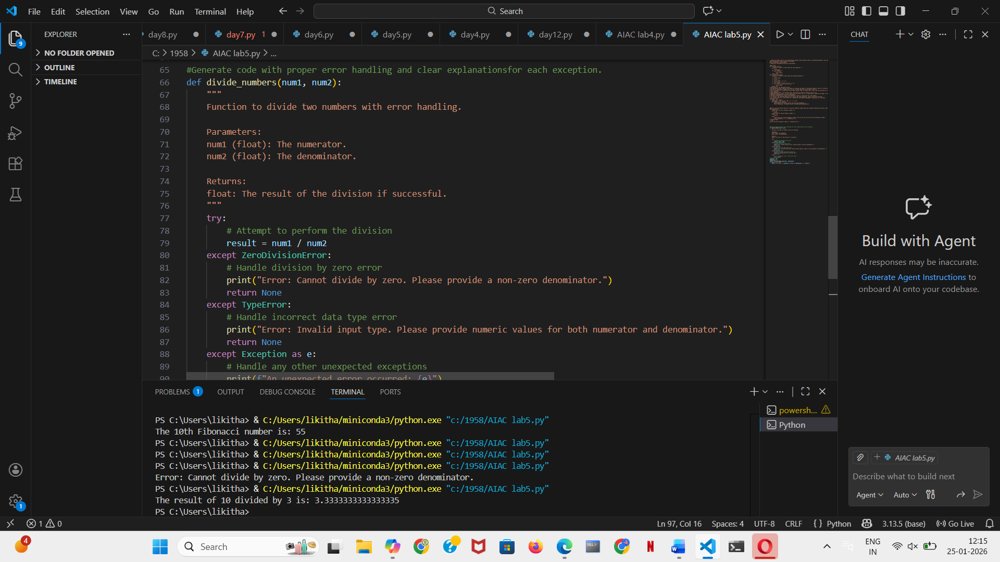 File Edit Selection View Go Run Terminal Help
Search
EXPLORER
NO FOLDER OPENED
OUTLINE
TIMELINE
day8.py
day7.py 1
day6.py
day5.py
day4.py
day12.py
AIAC lab4.py
AIAC lab5.py
C: > 1958 > AIAC lab5.py > ...
65 #Generate code with proper error handling and clear explanationsfor each exception.
66 def divide_numbers(num1, num2):
67 """
68 Function to divide two numbers with error handling.
69
70 Parameters:
71 num1 (float): The numerator.
72 num2 (float): The denominator.
73
74 Returns:
75 float: The result of the division if successful.
76 """
77 try:
78 # Attempt to perform the division
79 result = num1 / num2
80 except ZeroDivisionError:
81 # Handle division by zero error
82 print("Error: Cannot divide by zero. Please provide a non-zero denominator.")
83 return None
84 except TypeError:
85 # Handle incorrect data type error
86 print("Error: Invalid input type. Please provide numeric values for both numerator and denominator.")
87 return None
88 except Exception as e:
89 # Handle any other unexpected exceptions
90 print(f"An unexpected error occurred: {e}")
PROBLEMS 1 OUTPUT DEBUG CONSOLE TERMINAL PORTS
PS C:\Users\likitha> & C:/Users/likitha/miniconda3/python.exe "c:/1958/AIAC lab5.py"
The 10th Fibonacci number is: 55
PS C:\Users\likitha> & C:/Users/likitha/miniconda3/python.exe "c:/1958/AIAC lab5.py"
PS C:\Users\likitha> & C:/Users/likitha/miniconda3/python.exe "c:/1958/AIAC lab5.py"
PS C:\Users\likitha> & C:/Users/likitha/miniconda3/python.exe "c:/1958/AIAC lab5.py"
Error: Cannot divide by zero. Please provide a non-zero denominator.
PS C:\Users\likitha> & C:/Users/likitha/miniconda3/python.exe "c:/1958/AIAC lab5.py"
The result of 10 divided by 3 is: 3.3333333333333335
PS C:\Users\likitha>
powersh...
Python
CHAT
Build with Agent
AI responses may be inaccurate.
Generate Agent Instructions to
onboard AI onto your codebase.
AIAC lab5.py
Describe what to build next
Agent Auto
9
1
1 0
Ln 97, Col 16 Spaces: 4 UTF-8 CRLF {} Python 3.13.5 (base) Go Live
4
Search
SQL>
ENG
IN
12:15
25-01-2026